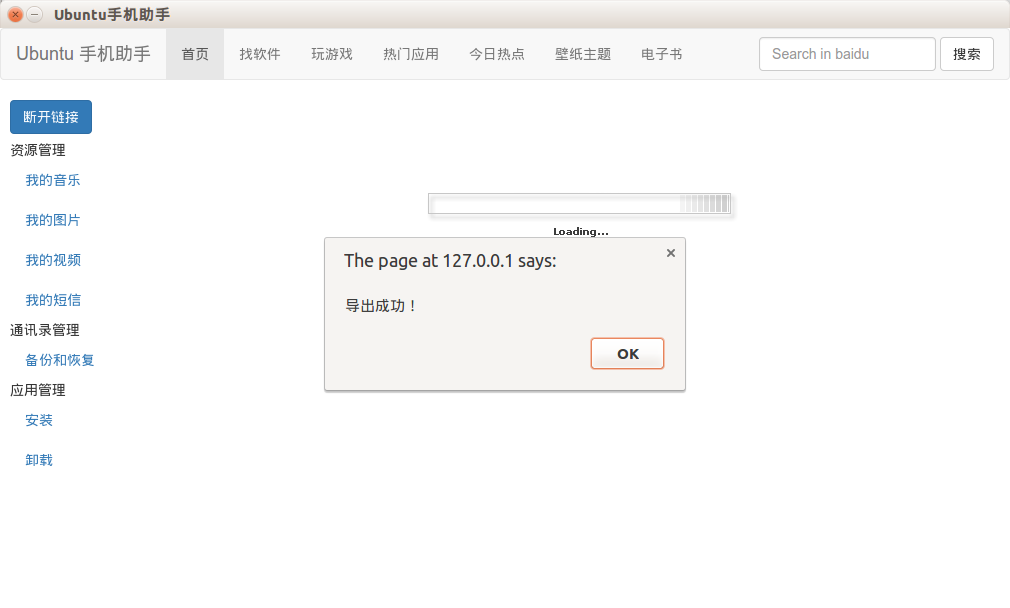 Ubuntu手机助手
Ubuntu 手机助手 首页 找软件 玩游戏 热门应用 今日热点 壁纸主题 电子书 Search in baidu 搜索
断开链接
资源管理
我的音乐
我的图片
我的视频
我的短信
通讯录管理
备份和恢复
应用管理
安装
卸载
Loading...
The page at 127.0.0.1 says:
导出成功！
OK